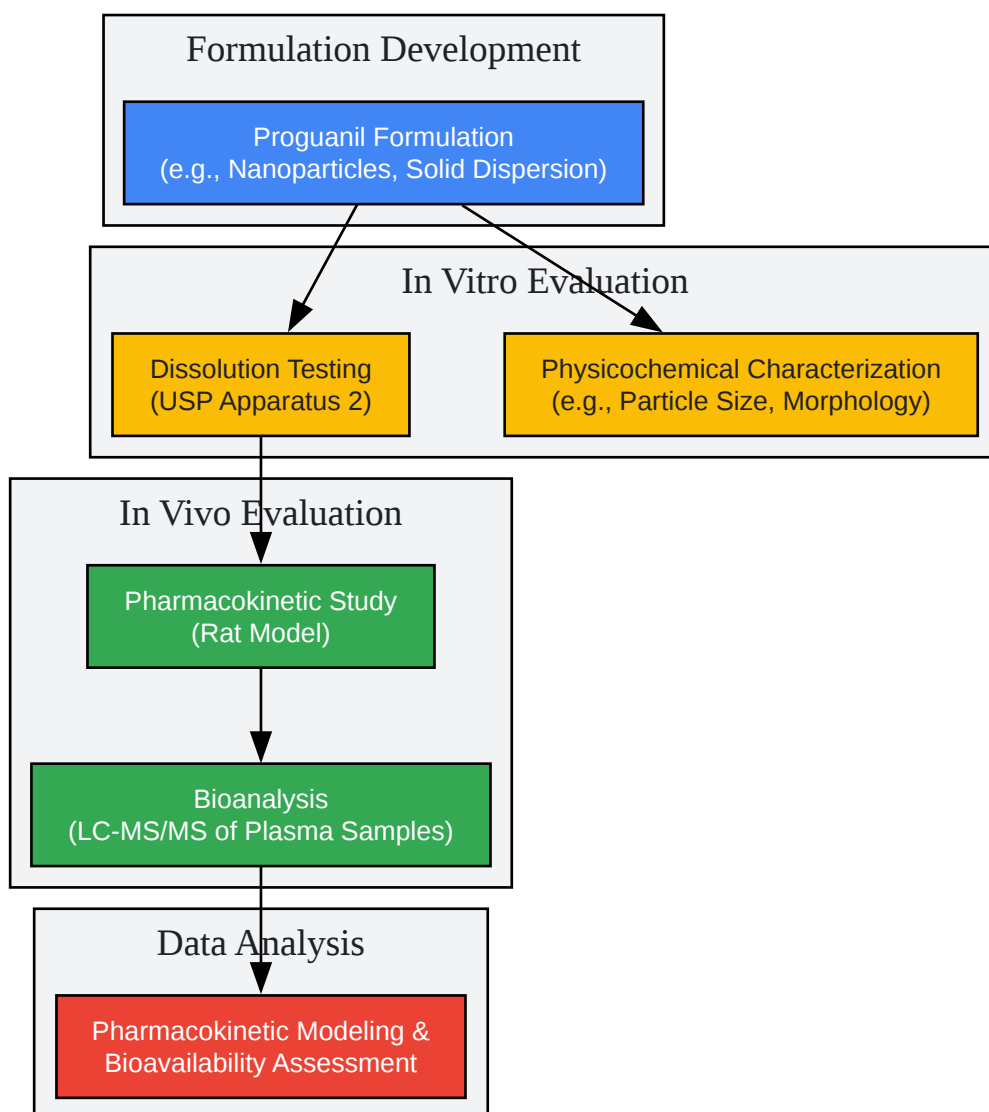 Formulation Development
Proguanil Formulation
(e.g., Nanoparticles, Solid Dispersion)
In Vitro Evaluation
Dissolution Testing
(USP Apparatus 2)
Physicochemical Characterization
(e.g., Particle Size, Morphology)
In Vivo Evaluation
Pharmacokinetic Study
(Rat Model)
Bioanalysis
(LC-MS/MS of Plasma Samples)
Data Analysis
Pharmacokinetic Modeling &
Bioavailability Assessment